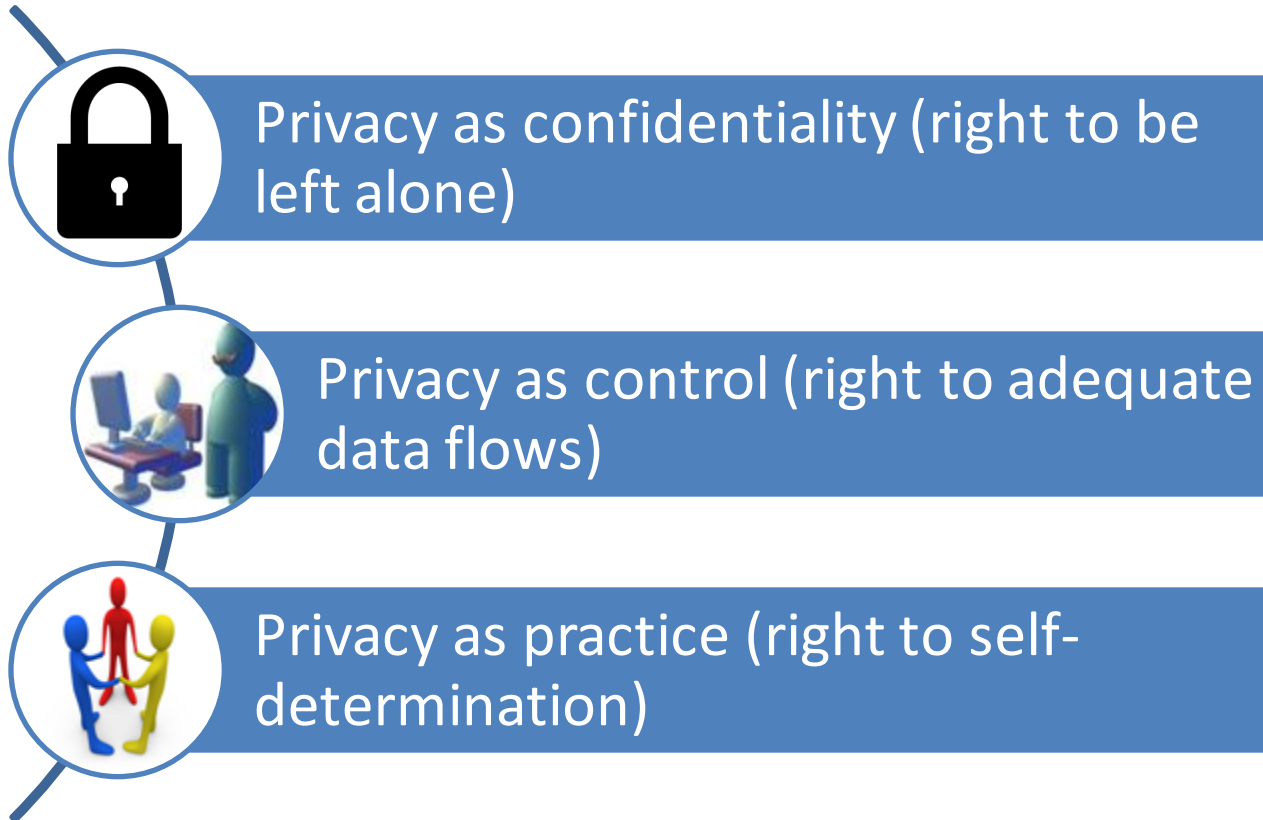 Privacy as confidentiality (right to be
left alone)
Privacy as control (right to adequate
data flows)
Privacy as practice (right to self-
determination)